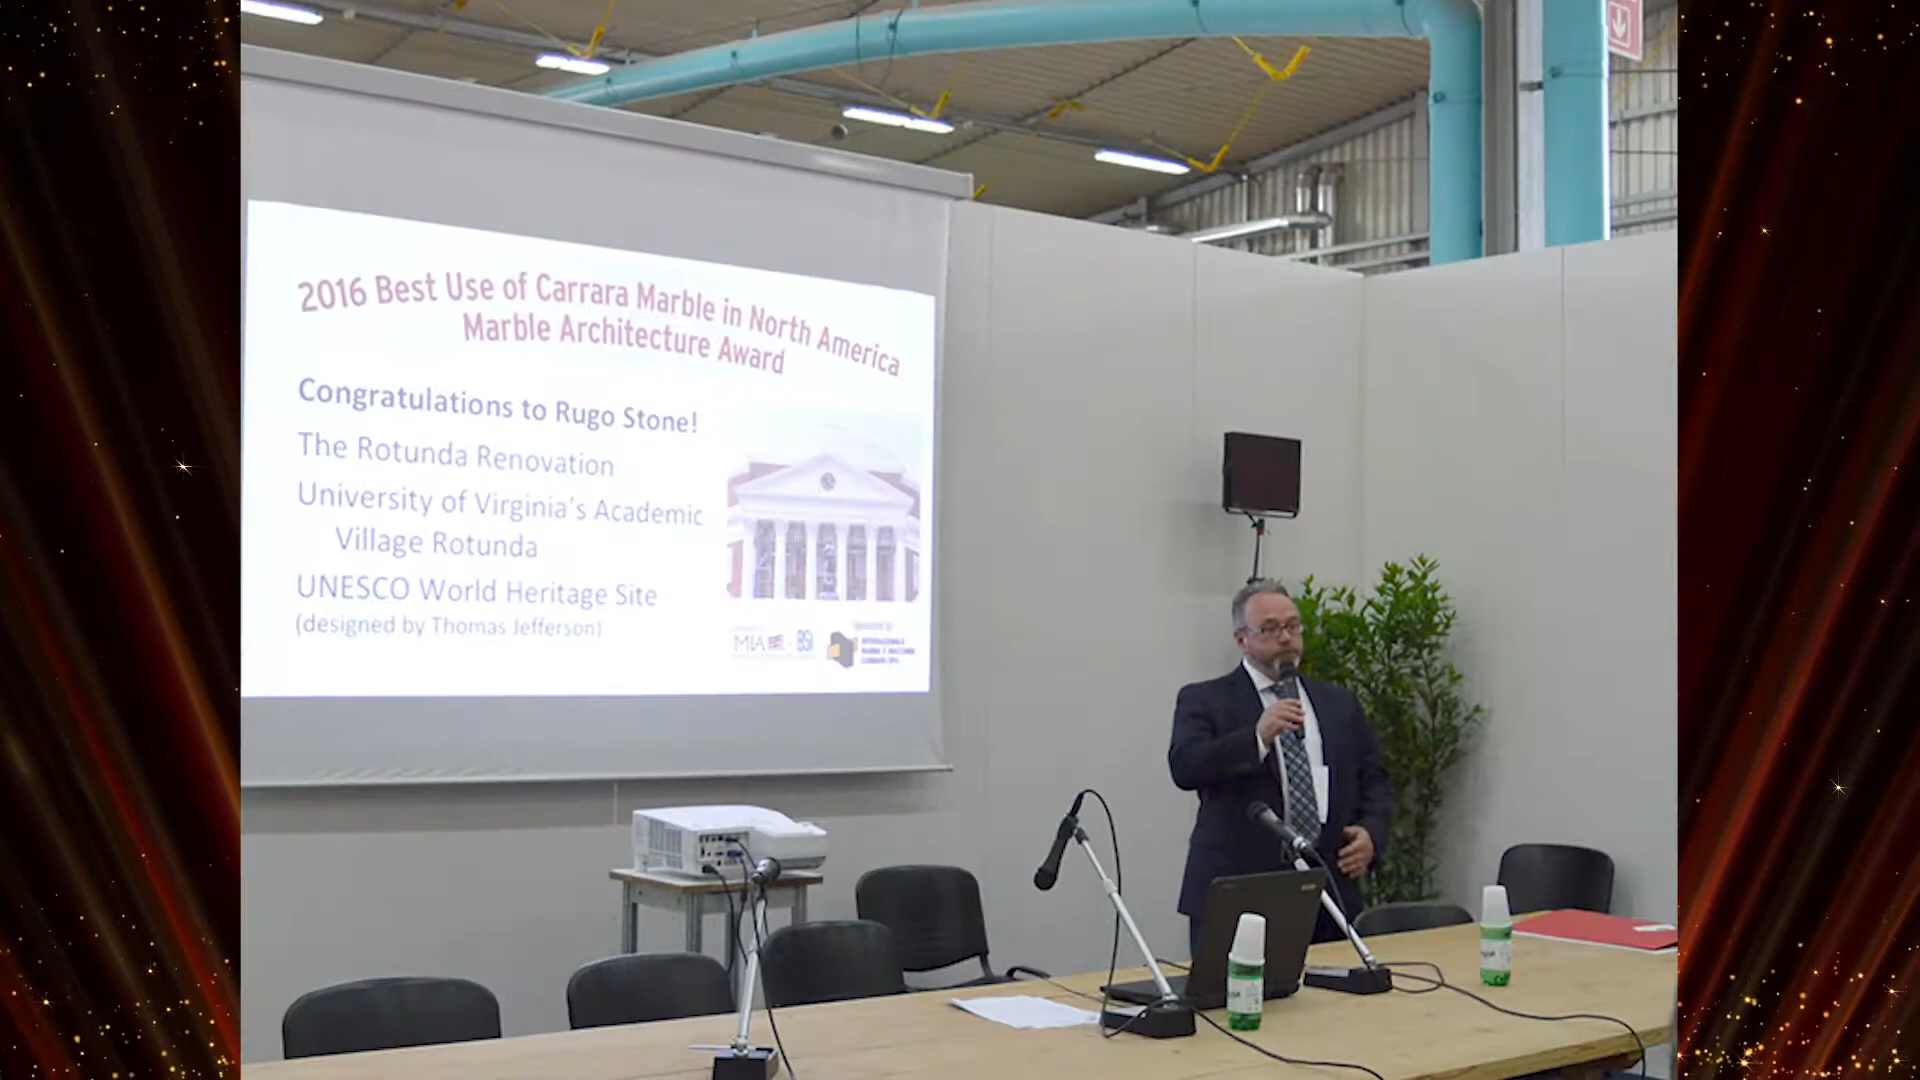 2016 Best Use of Carrara Marble in North America
Marble Architecture Award
Congratulations to Rugo Stone!
The Rotunda Renovation
University of Virginia's Academic
Village Rotunda
UNESCO World Heritage Site
(designed by Thomas Jefferson)
MIA BSI